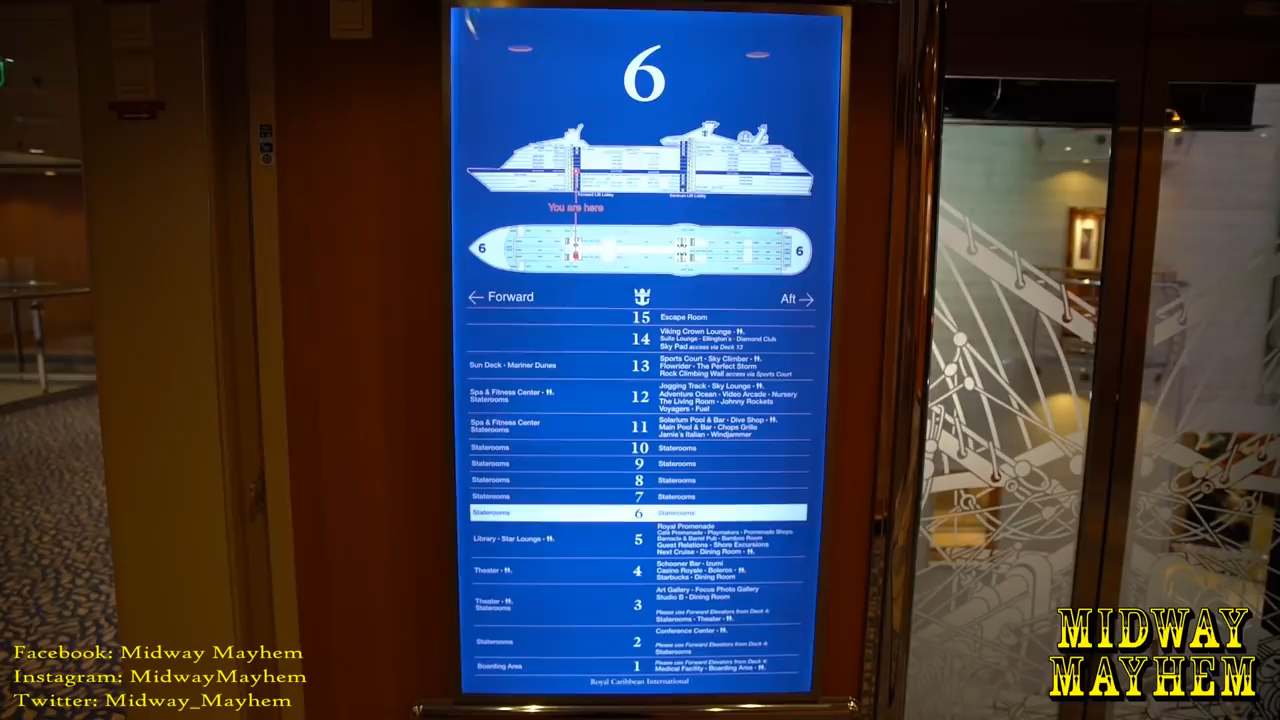 6
Forward Lift Lobby
Centrum Lift Lobby
You are here
6 6
← Forward Aft →
15 Escape Room
14 Viking Crown Lounge •
Suite Lounge • Ellington's • Diamond Club
Sky Pad access via Deck 13
Sun Deck • Mariner Dunes 13 Sports Court • Sky Climber •
Flowrider • The Perfect Storm
Rock Climbing Wall access via Sports Court
Spa & Fitness Center •
Staterooms
12 Jogging Track • Sky Lounge •
Adventure Ocean • Video Arcade • Nursery
The Living Room • Johnny Rockets
Voyagers • Fuel
Spa & Fitness Center
Staterooms
11 Solarium Pool & Bar • Dive Shop •
Main Pool & Bar • Chops Grille
Jamie's Italian • Windjammer
Staterooms 10 Staterooms
Staterooms 9 Staterooms
Staterooms 8 Staterooms
Staterooms 7 Staterooms
Staterooms 6 Staterooms
Library • Star Lounge • 5 Royal Promenade
Café Promenade • Playmakers • Promenade Shops
Barnacle & Barrel Pub • Bamboo Room
Guest Relations • Shore Excursions
Next Cruise • Dining Room •
Theater • 4 Schooner Bar • Izumi
Casino Royale • Boleros •
Starbucks • Dining Room
Theater •
Staterooms
3 Art Gallery • Focus Photo Gallery
Studio B • Dining Room
Please use Forward Elevators from Deck 4:
Staterooms • Theater •
Staterooms 2 Conference Center •
Please use Forward Elevators from Deck 4:
Staterooms
Boarding Area 1 Please use Forward Elevators from Deck 4:
Medical Facility • Boarding Area •
Royal Caribbean International
Facebook: Midway Mayhem
Instagram: MidwayMayhem
Twitter: Midway_Mayhem
MIDWAY
MAYHEM